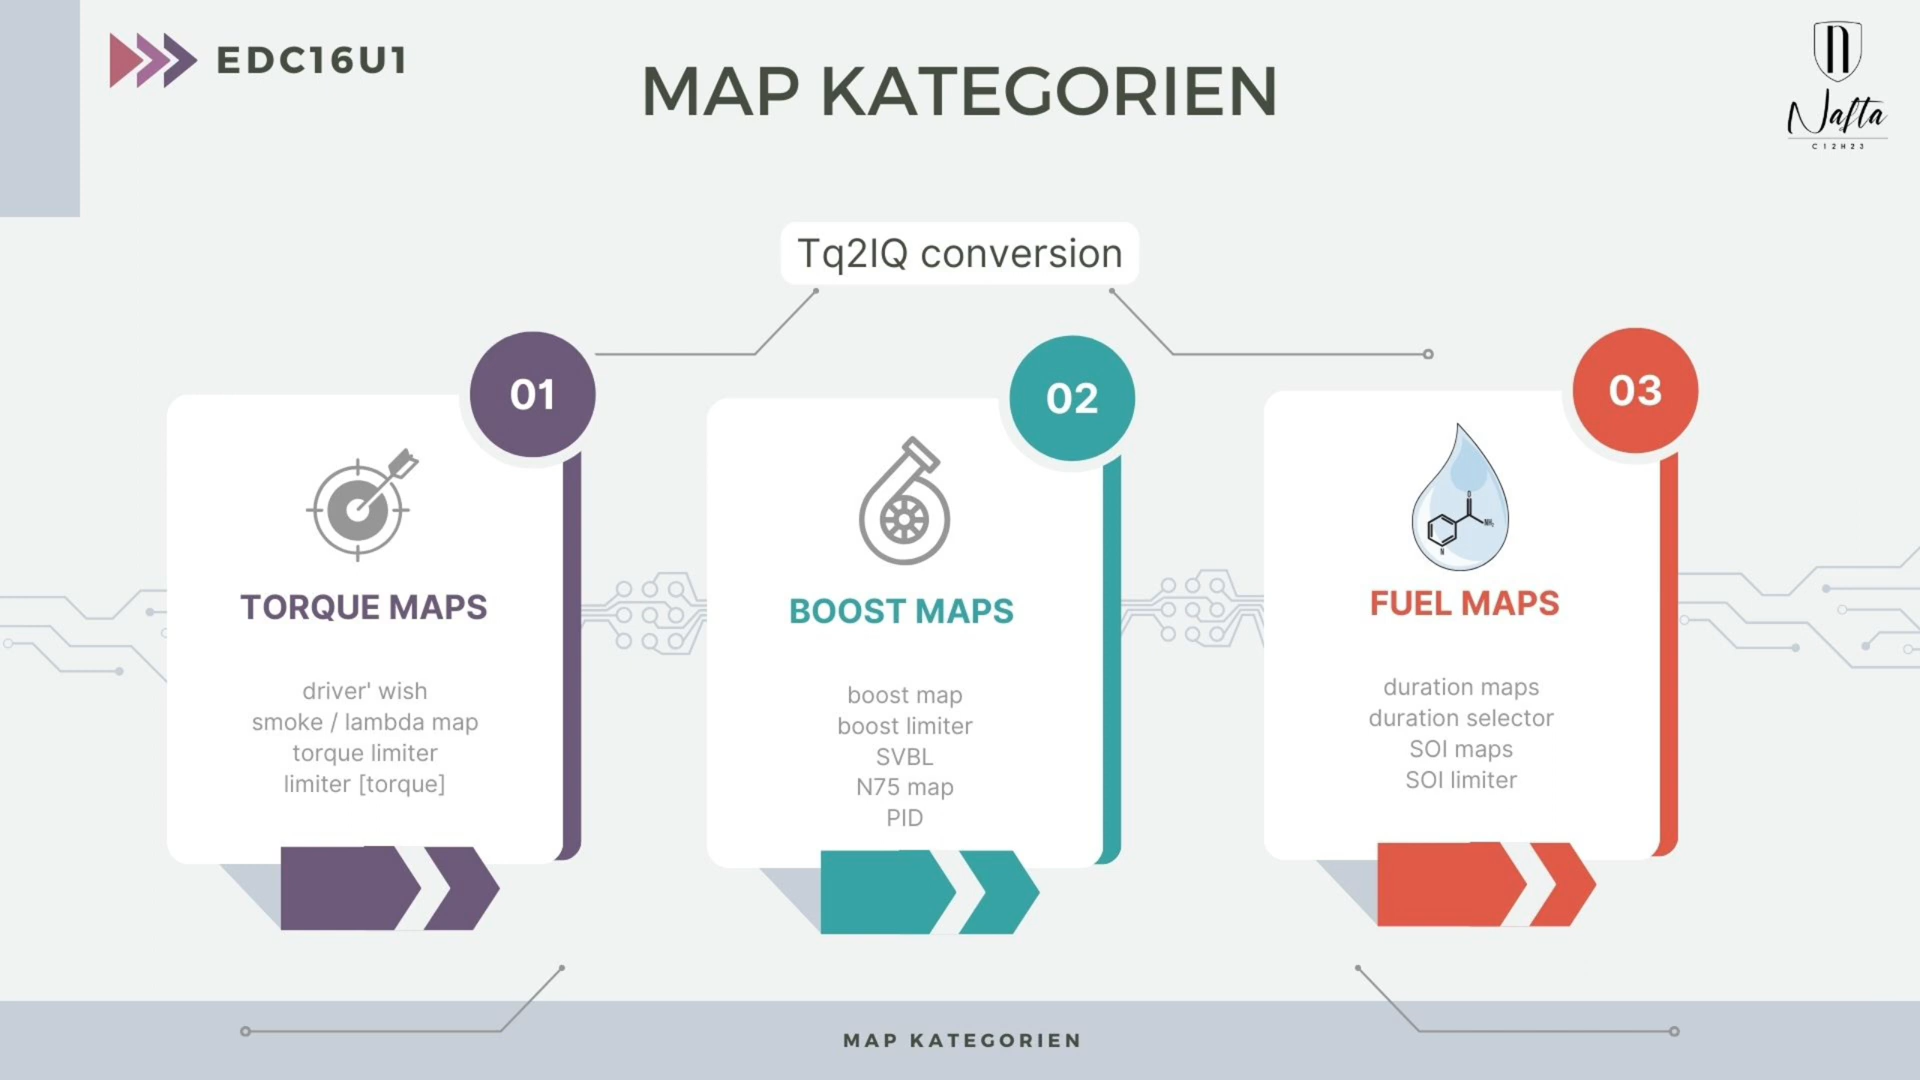 EDC16U1
MAP KATEGORIEN
Nafta
C12H23
Tq2IQ conversion
01
TORQUE MAPS
driver' wish
smoke / lambda map
torque limiter
limiter [torque]
02
BOOST MAPS
boost map
boost limiter
SVBL
N75 map
PID
03
O
NH₂
N
FUEL MAPS
duration maps
duration selector
SOI maps
SOI limiter
MAP KATEGORIEN